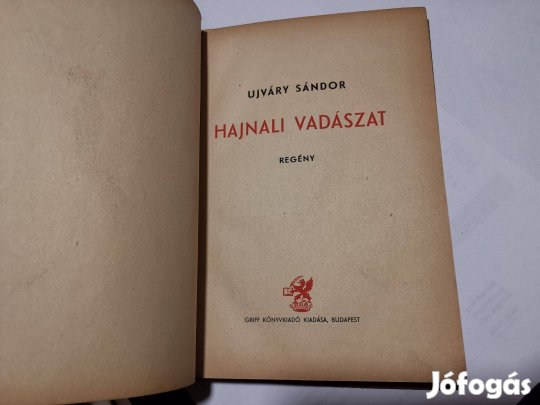 UJVÁRY SÁNDOR
HAJNALI VADÁSZAT
REGÉNY
GRIFF KÖNYVKIADÓ KIADÁSA, BUDAPEST
Jófogás